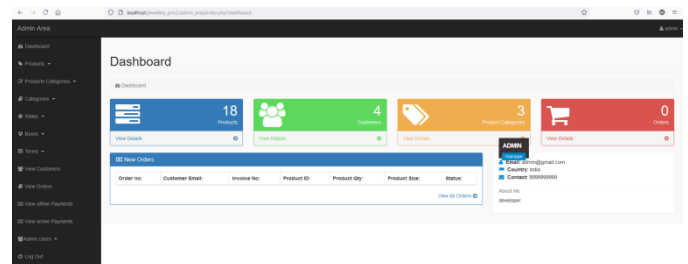 localhost/jewellery_pro2/admin_area/index.php?dashboard
Admin Area
admin
Dashboard
Products
Products Categories
Categories
Slides
Boxes
Terms
View Customers
View Orders
View offline Payments
View online Payments
Admin users
Log Out
Dashboard
Dashboard
18
Products
View Details
4
Customers
View Details
3
Product Categories
View Details
0
Orders
View Details
New Orders
Order no: Customer Email: Invoice No: Product ID: Product Qty: Product Size: Status:
View All Orders
ADMIN
manager
Email: admin@gmail.com
Country: india
Contact: 9999999999
About Me
developer